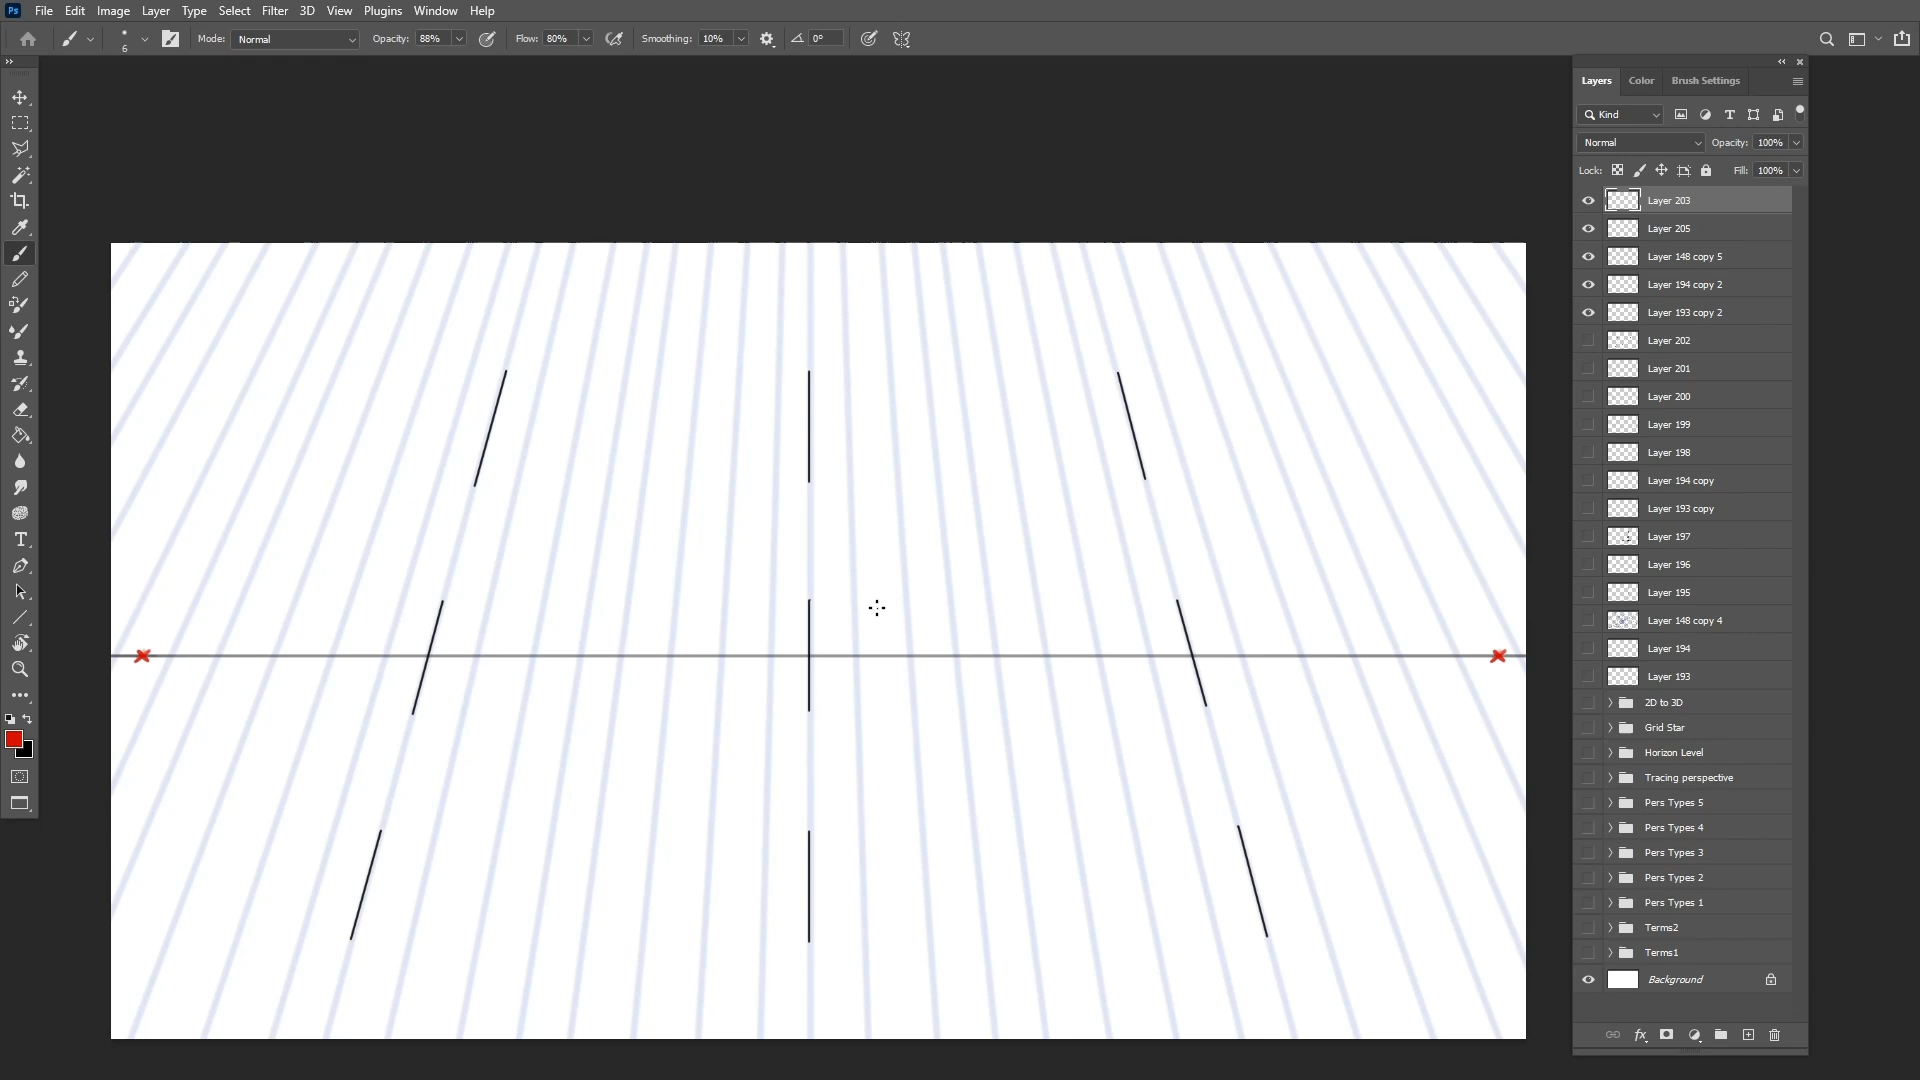 Ps File Edit Image Layer Type Select Filter 3D View Plugins Window Help
6 Mode: Normal Opacity: 88% Flow: 80% Smoothing: 10% 0°
Layers Color Brush Settings
Kind
Normal Opacity: 100%
Lock: Fill: 100%
Layer 203
Layer 205
Layer 148 copy 5
Layer 194 copy 2
Layer 193 copy 2
Layer 202
Layer 201
Layer 200
Layer 199
Layer 198
Layer 194 copy
Layer 193 copy
Layer 197
Layer 196
Layer 195
Layer 148 copy 4
Layer 194
Layer 193
2D to 3D
Grid Star
Horizon Level
Tracing perspective
Pers Types 5
Pers Types 4
Pers Types 3
Pers Types 2
Pers Types 1
Terms2
Terms1
Background
fx